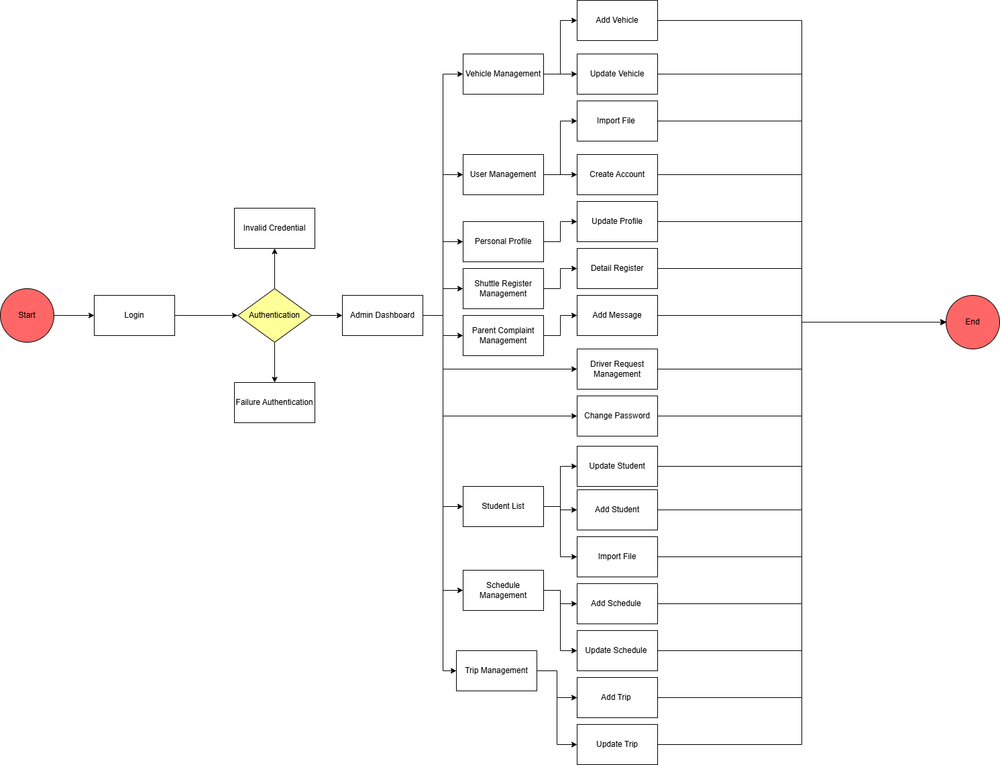 Start
Login
Invalid Credential
Authentication
Failure Authentication
Admin Dashboard
Vehicle Management
Add Vehicle
Update Vehicle
User Management
Import File
Create Account
Personal Profile
Update Profile
Shuttle Register
Management
Detail Register
Parent Complaint
Management
Add Message
Driver Request
Management
Change Password
Student List
Update Student
Add Student
Import File
Schedule
Management
Add Schedule
Update Schedule
Trip Management
Add Trip
Update Trip
End